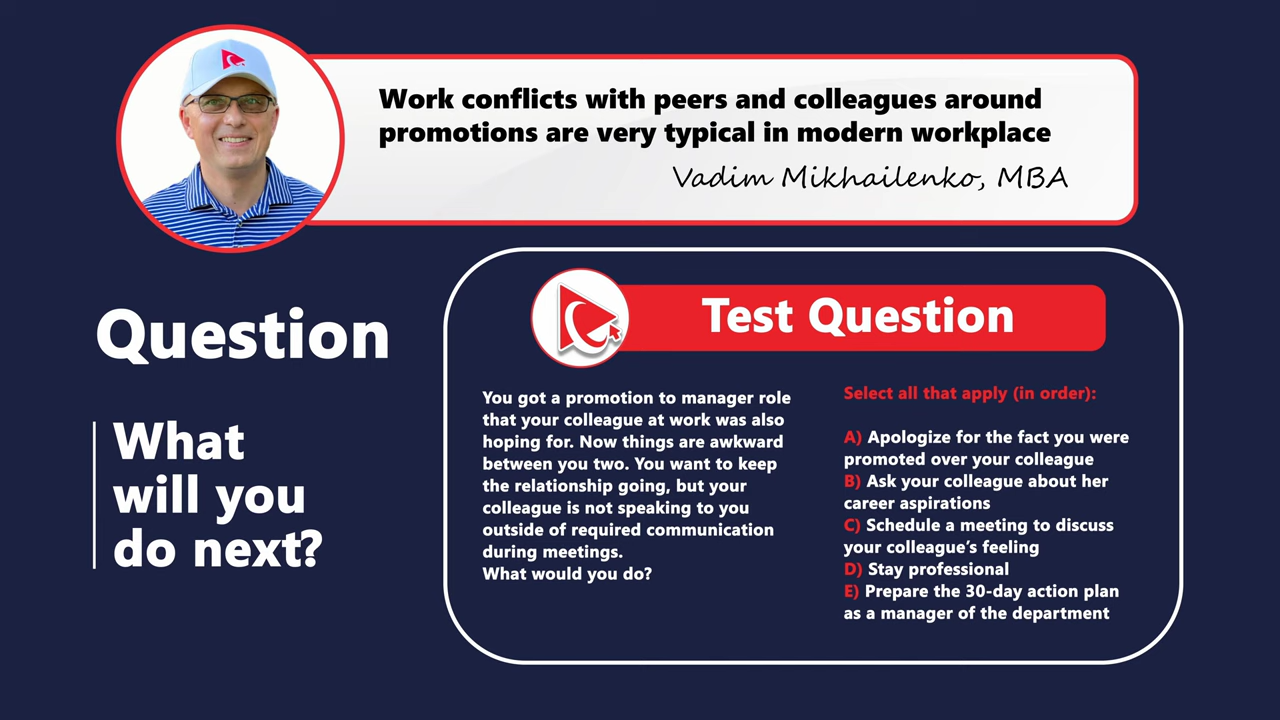 Work conflicts with peers and colleagues around
promotions are very typical in modern workplace
Vadim Mikhailenko, MBA
Question
What
will you
do next?
Test Question
You got a promotion to manager role
that your colleague at work was also
hoping for. Now things are awkward
between you two. You want to keep
the relationship going, but your
colleague is not speaking to you
outside of required communication
during meetings.
What would you do?
Select all that apply (in order):
A) Apologize for the fact you were
promoted over your colleague
B) Ask your colleague about her
career aspirations
C) Schedule a meeting to discuss
your colleague's feeling
D) Stay professional
E) Prepare the 30-day action plan
as a manager of the department